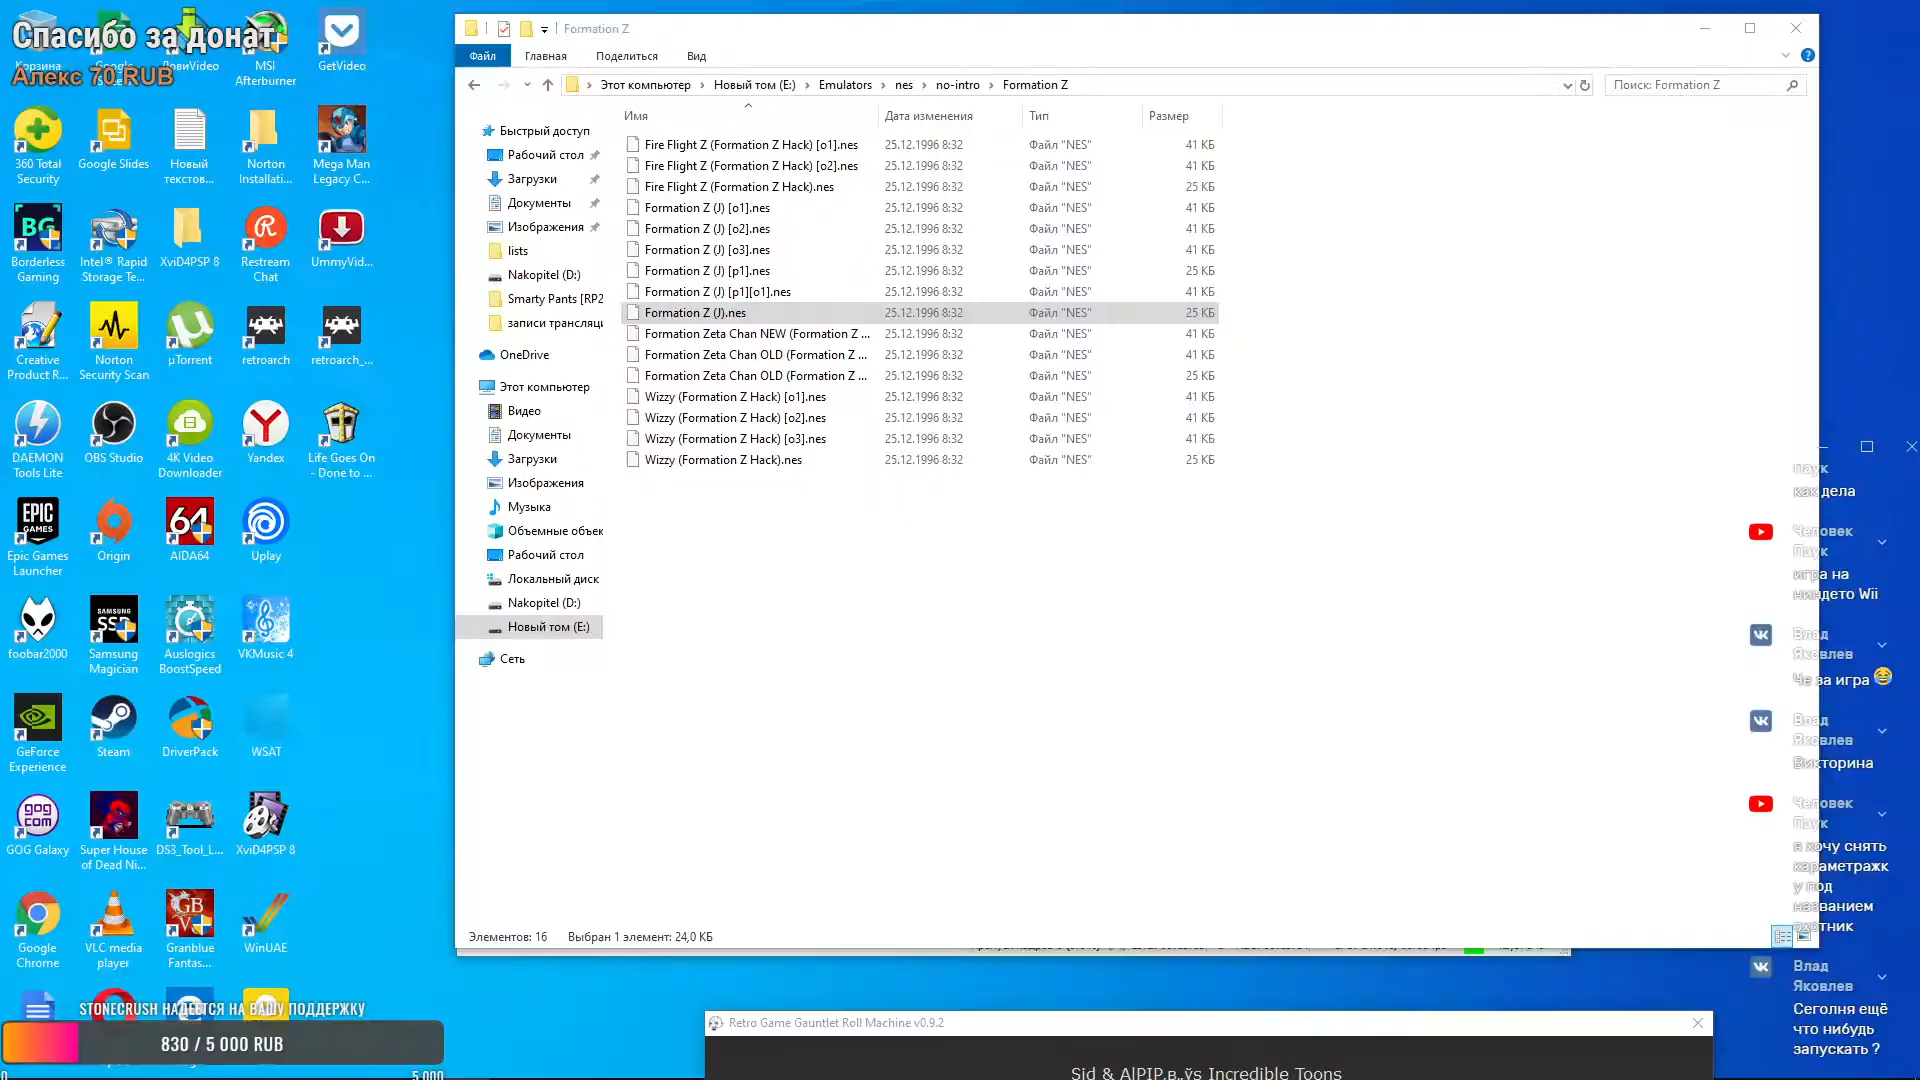 Спасибо за донат
Алекс 70 RUB
Корзина
Google
ЛовиVideo
MSI Afterburner
GetVideo
360 Total Security
Google Slides
Новый текстов...
Norton Installati...
Mega Man Legacy C...
Borderless Gaming
Intel® Rapid Storage Te...
XviD4PSP 8
Restream Chat
UmmyVid...
Creative Product R...
Norton Security Scan
µTorrent
retroarch
retroarch_...
DAEMON Tools Lite
OBS Studio
4K Video Downloader
Yandex
Life Goes On - Done to ...
Epic Games Launcher
Origin
AIDA64
Uplay
foobar2000
Samsung Magician
Auslogics BoostSpeed
VKMusic 4
GeForce Experience
Steam
DriverPack
WSAT
GOG Galaxy
Super House of Dead Ni...
DS3_Tool_L...
XviD4PSP 8
Google Chrome
VLC media player
Granblue Fantas...
WinUAE
STONECRUSH НАДЕЕТСЯ НА ВАШУ ПОДДЕРЖКУ
830 / 5 000 RUB
0
5 000
Formation Z
Файл Главная Поделиться Вид
Этот компьютер › Новый том (E:) › Emulators › nes › no-intro › Formation Z
Поиск: Formation Z
Быстрый доступ
Рабочий стол
Загрузки
Документы
Изображения
lists
Nakopitel (D:)
Smarty Pants [RP2
записи трансляци
OneDrive
Этот компьютер
Видео
Документы
Загрузки
Изображения
Музыка
Объемные объек
Рабочий стол
Локальный диск
Nakopitel (D:)
Новый том (E:)
Сеть
Имя Дата изменения Тип Размер
Fire Flight Z (Formation Z Hack) [o1].nes 25.12.1996 8:32 Файл "NES" 41 КБ
Fire Flight Z (Formation Z Hack) [o2].nes 25.12.1996 8:32 Файл "NES" 41 КБ
Fire Flight Z (Formation Z Hack).nes 25.12.1996 8:32 Файл "NES" 25 КБ
Formation Z (J) [o1].nes 25.12.1996 8:32 Файл "NES" 41 КБ
Formation Z (J) [o2].nes 25.12.1996 8:32 Файл "NES" 41 КБ
Formation Z (J) [o3].nes 25.12.1996 8:32 Файл "NES" 41 КБ
Formation Z (J) [p1].nes 25.12.1996 8:32 Файл "NES" 25 КБ
Formation Z (J) [p1][o1].nes 25.12.1996 8:32 Файл "NES" 41 КБ
Formation Z (J).nes 25.12.1996 8:32 Файл "NES" 25 КБ
Formation Zeta Chan NEW (Formation Z ... 25.12.1996 8:32 Файл "NES" 41 КБ
Formation Zeta Chan OLD (Formation Z ... 25.12.1996 8:32 Файл "NES" 41 КБ
Formation Zeta Chan OLD (Formation Z ... 25.12.1996 8:32 Файл "NES" 25 КБ
Wizzy (Formation Z Hack) [o1].nes 25.12.1996 8:32 Файл "NES" 41 КБ
Wizzy (Formation Z Hack) [o2].nes 25.12.1996 8:32 Файл "NES" 41 КБ
Wizzy (Formation Z Hack) [o3].nes 25.12.1996 8:32 Файл "NES" 41 КБ
Wizzy (Formation Z Hack).nes 25.12.1996 8:32 Файл "NES" 25 КБ
Элементов: 16 Выбран 1 элемент: 24,0 КБ
Retro Game Gauntlet Roll Machine v0.9.2
Sid & Al
Incredible Toons
паук
как дела
Человек
Паук
игра на
ниндето Wii
Влад
Яковлев
Че за игра 😂
Влад
Яковлев
Викторина
Человек
Паук
я хочу снять
караметражк
у под
названием
охотник
Влад
Яковлев
Сегопня ещё
что нибудь
запускать ?